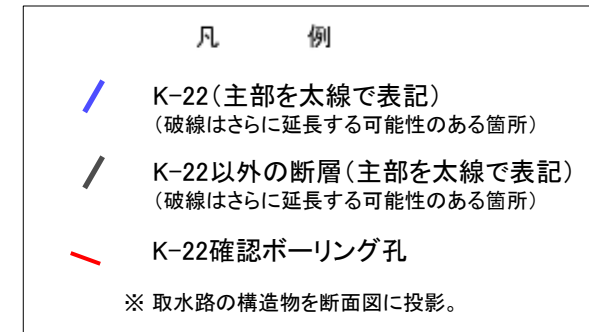 凡 例
K-22(主部を太線で表記)
(破線はさらに延長する可能性のある箇所)
K-22以外の断層(主部を太線で表記)
(破線はさらに延長する可能性のある箇所)
K-22確認ボーリング孔
※ 取水路の構造物を断面図に投影。